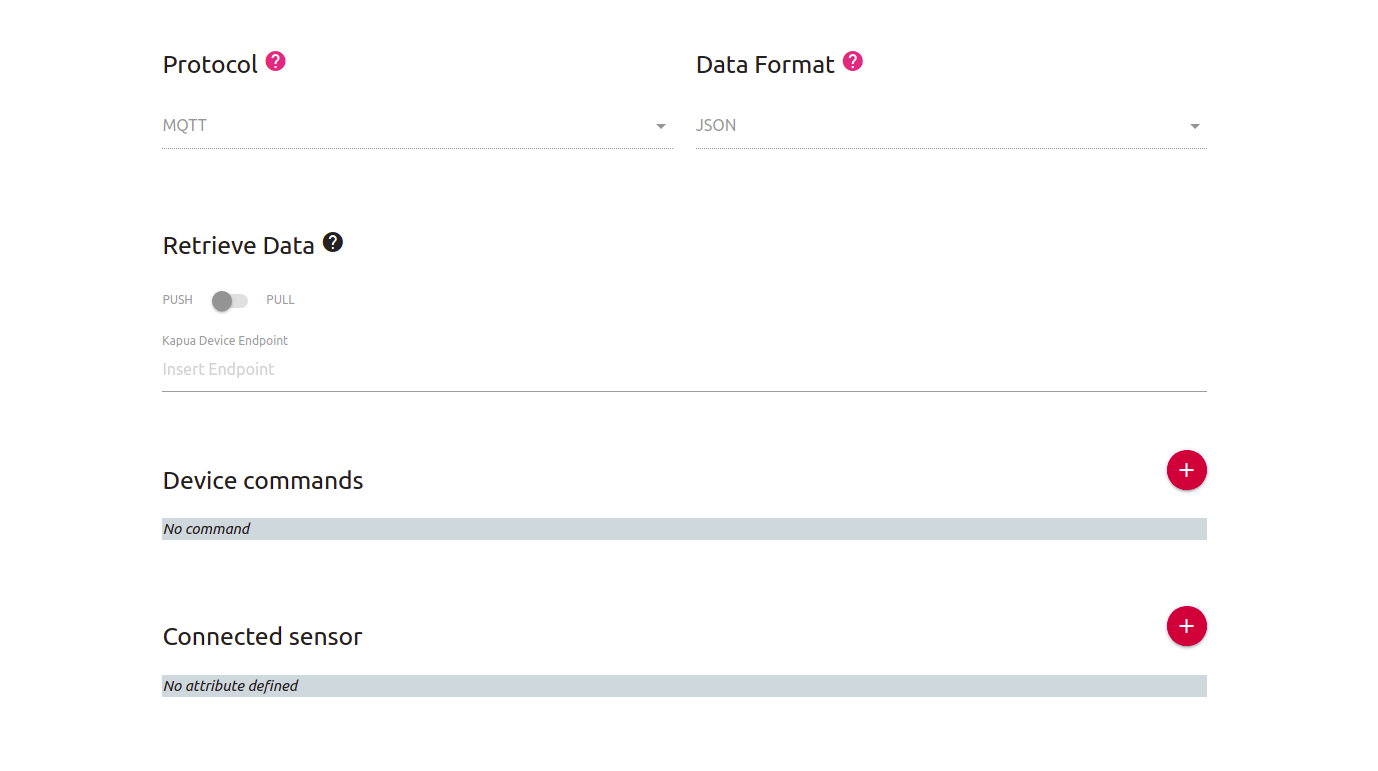 Protocol ?
Data Format ?
MQTT
JSON
Retrieve Data ?
PUSH PULL
Kapua Device Endpoint
Insert Endpoint
Device commands
+
No command
Connected sensor
+
No attribute defined